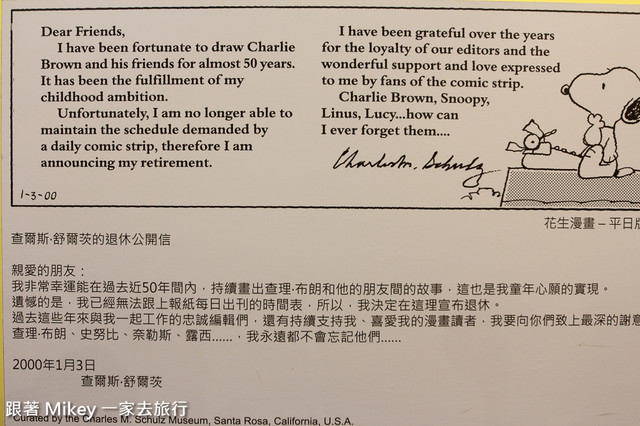 Dear Friends,
I have been fortunate to draw Charlie
Brown and his friends for almost 50 years.
It has been the fulfillment of my
childhood ambition.
Unfortunately, I am no longer able to
maintain the schedule demanded by
a daily comic strip, therefore I am
announcing my retirement.
1-3-00
I have been grateful over the years
for the loyalty of our editors and the
wonderful support and love expressed
to me by fans of the comic strip.
Charlie Brown, Snoopy,
Linus, Lucy...how can
I ever forget them....
Charles M. Schulz
花生漫畫 – 平日版
查爾斯·舒爾茨的退休公開信
親愛的朋友：
我非常幸運能在過去近50年間內，持續畫出查理·布朗和他的朋友間的故事，這也是我童年心願的實現。
遺憾的是，我已經無法跟上報紙每日出刊的時間表，所以，我決定在這理宣布退休。
過去這些年來與我一起工作的忠誠編輯們，還有持續支持我、喜愛我的漫畫讀者，我要向你們致上最深的謝意
查理·布朗、史努比、奈勒斯、露西......，我永遠都不會忘記他們......
2000年1月3日
查爾斯·舒爾茨
跟著 Mikey 一家去旅行
Curated by the Charles M. Schulz Museum, Santa Rosa, California, U.S.A.